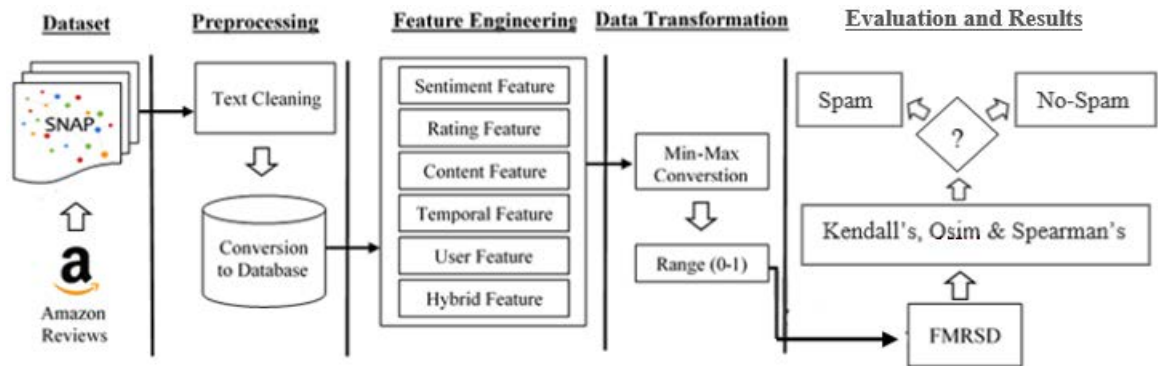 Dataset
SNAP
a
Amazon
Reviews
Preprocessing
Text Cleaning
Conversion
to Database
Feature Engineering
Sentiment Feature
Rating Feature
Content Feature
Temporal Feature
User Feature
Hybrid Feature
Data Transformation
Min-Max
Converstion
Range (0-1)
Evaluation and Results
Spam
No-Spam
?
Kendall's, Osim & Spearman's
FMRSD